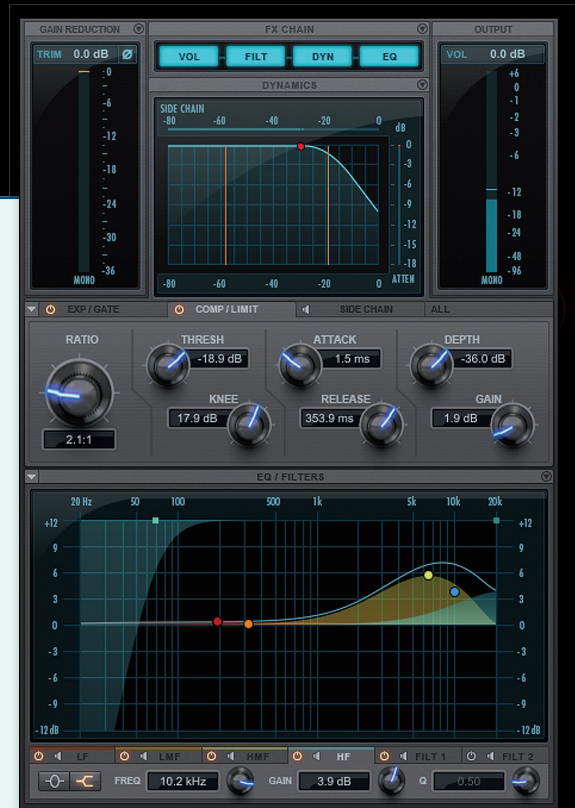 GAIN REDUCTION
TRIM 0.0 dB Ø
0
-6
-12
-18
-24
-30
-36
MONO
FX CHAIN
VOL FILT DYN EQ
DYNAMICS
SIDE CHAIN
-80 -60 -40 -20 0
dB
0
-3
-6
-9
-12
-15
-18
-80 -60 -40 -20 0 ATTEN
OUTPUT
VOL 0.0 dB
+6
0
-1
-2
-3
-6
-12
-18
-24
-48
-96
MONO
EXP / GATE COMP / LIMIT SIDE CHAIN ALL
RATIO THRESH ATTACK DEPTH
-18.9 dB 1.5 ms -36.0 dB
KNEE RELEASE GAIN
17.9 dB 353.9 ms 1.9 dB
2.1:1
EQ / FILTERS
20 Hz 50 100 500 1k 5k 10k 20k
+12 +12
9 9
6 6
3 3
0 0
-3 -3
-6 -6
-9 -9
-12 dB -12 dB
LF LMF HMF HF FILT 1 FILT 2
FREQ 10.2 kHz GAIN 3.9 dB Q 0.50